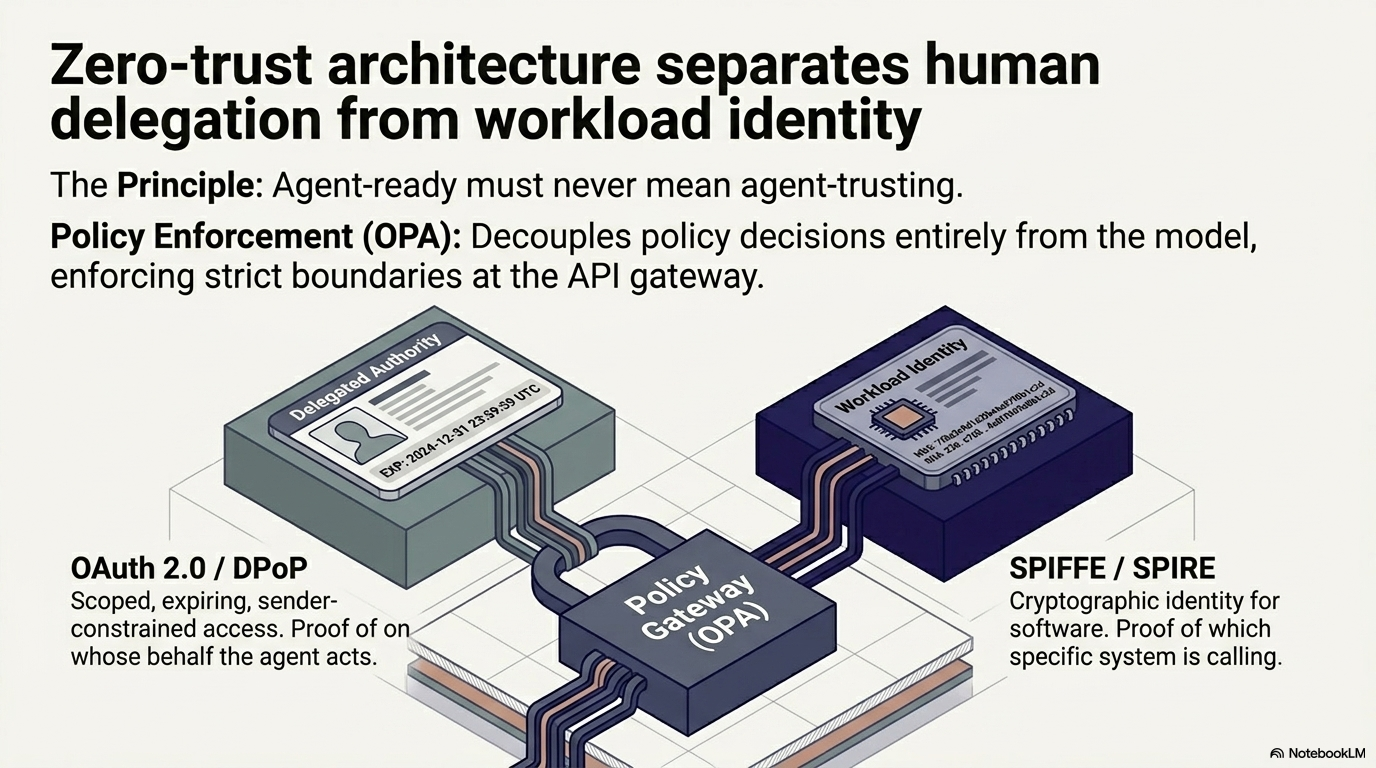 Zero-trust architecture separates human
delegation from workload identity
The Principle: Agent-ready must never mean agent-trusting.
Policy Enforcement (OPA): Decouples policy decisions entirely from the model,
enforcing strict boundaries at the API gateway.
Delegated Authority
EXP: 2024-12-31 23:59:59 UTC
Workload Identity
Policy
Gateway
(OPA)
OAuth 2.0 / DPoP
Scoped, expiring, sender-
constrained access. Proof of on
whose behalf the agent acts.
SPIFFE / SPIRE
Cryptographic identity for
software. Proof of which
specific system is calling.
NotebookLM